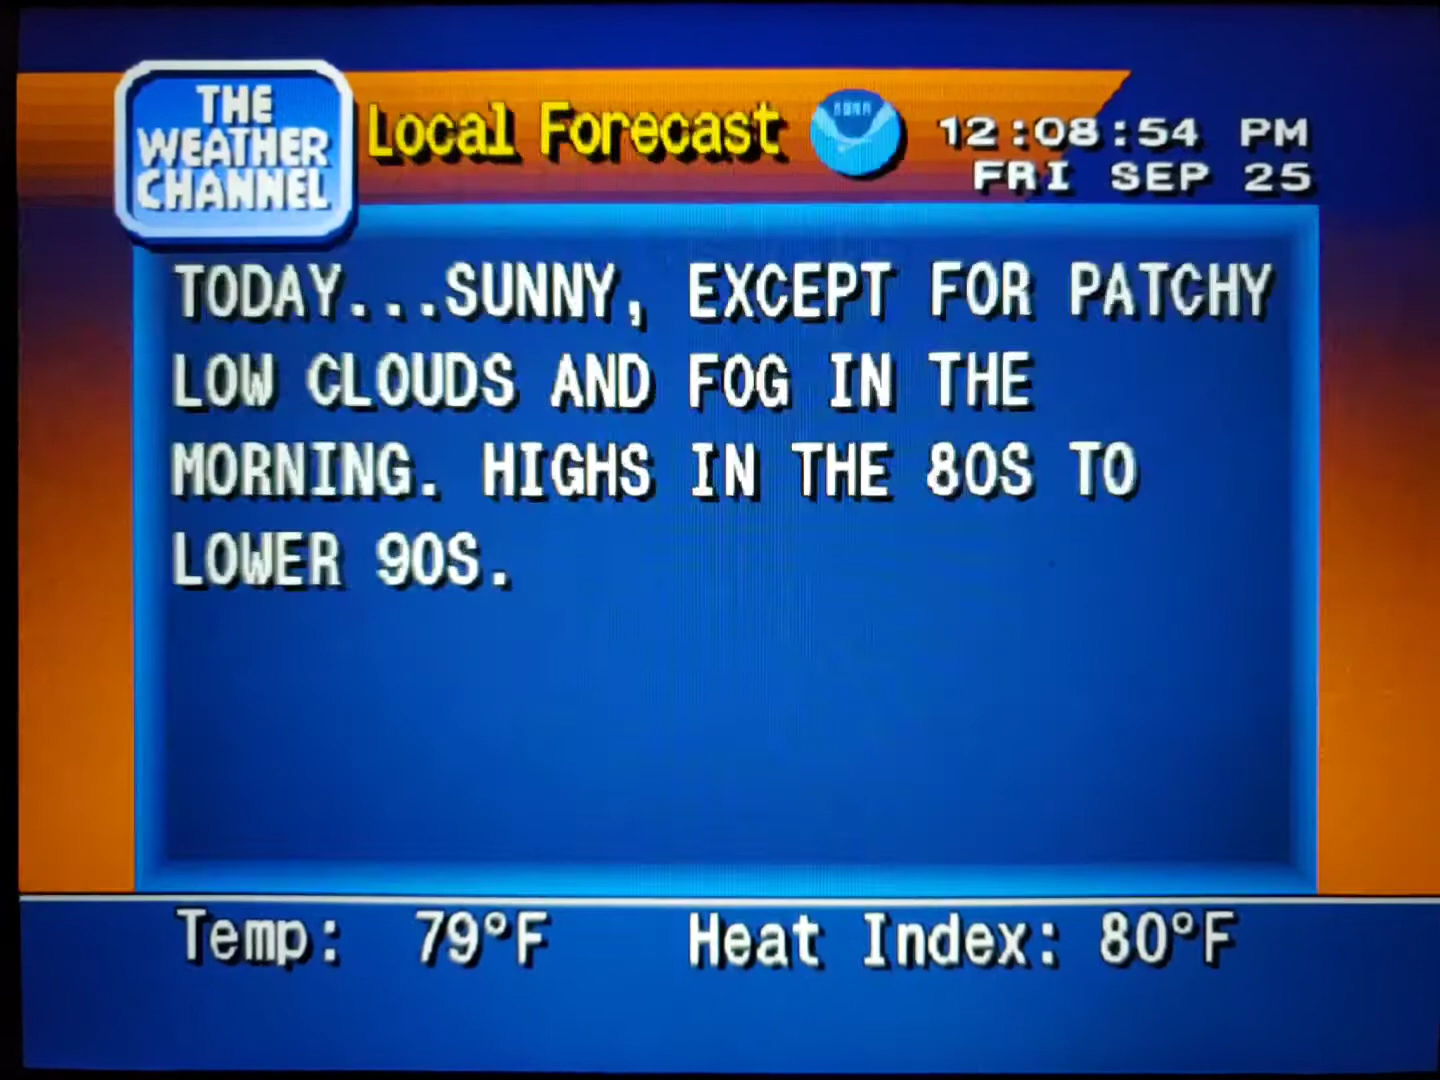 THE
WEATHER
CHANNEL
Local Forecast
NOAA
12:08:54 PM
FRI SEP 25
TODAY...SUNNY, EXCEPT FOR PATCHY
LOW CLOUDS AND FOG IN THE
MORNING. HIGHS IN THE 80S TO
LOWER 90S.
Temp: 79°F Heat Index: 80°F